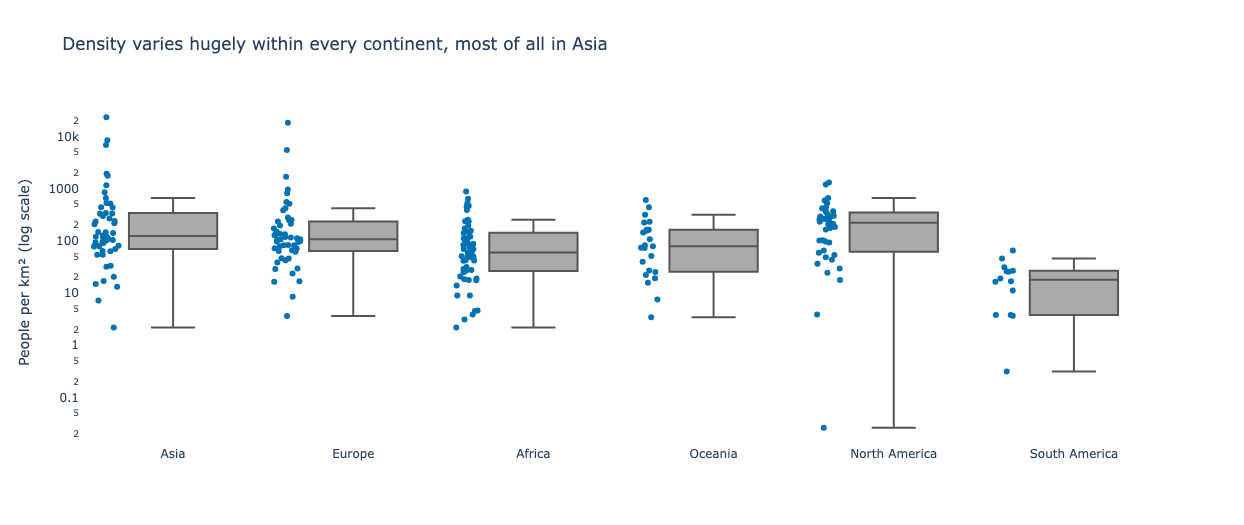 Density varies hugely within every continent, most of all in Asia
People per km² (log scale)
2
10k
5
2
1000
5
2
100
5
2
10
5
2
1
5
2
0.1
5
2
Asia
Europe
Africa
Oceania
North America
South America